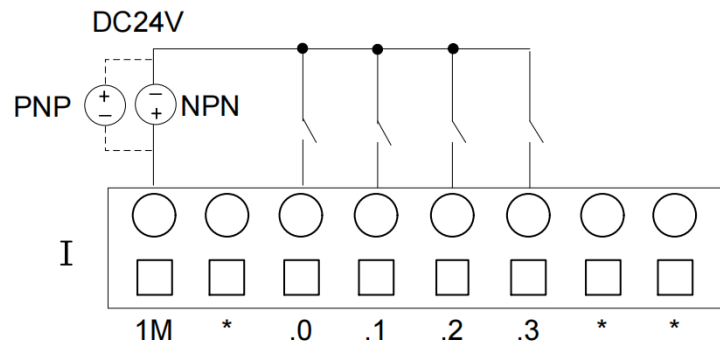 DC24V
PNP + − − + NPN
I
1M * .0 .1 .2 .3 * *